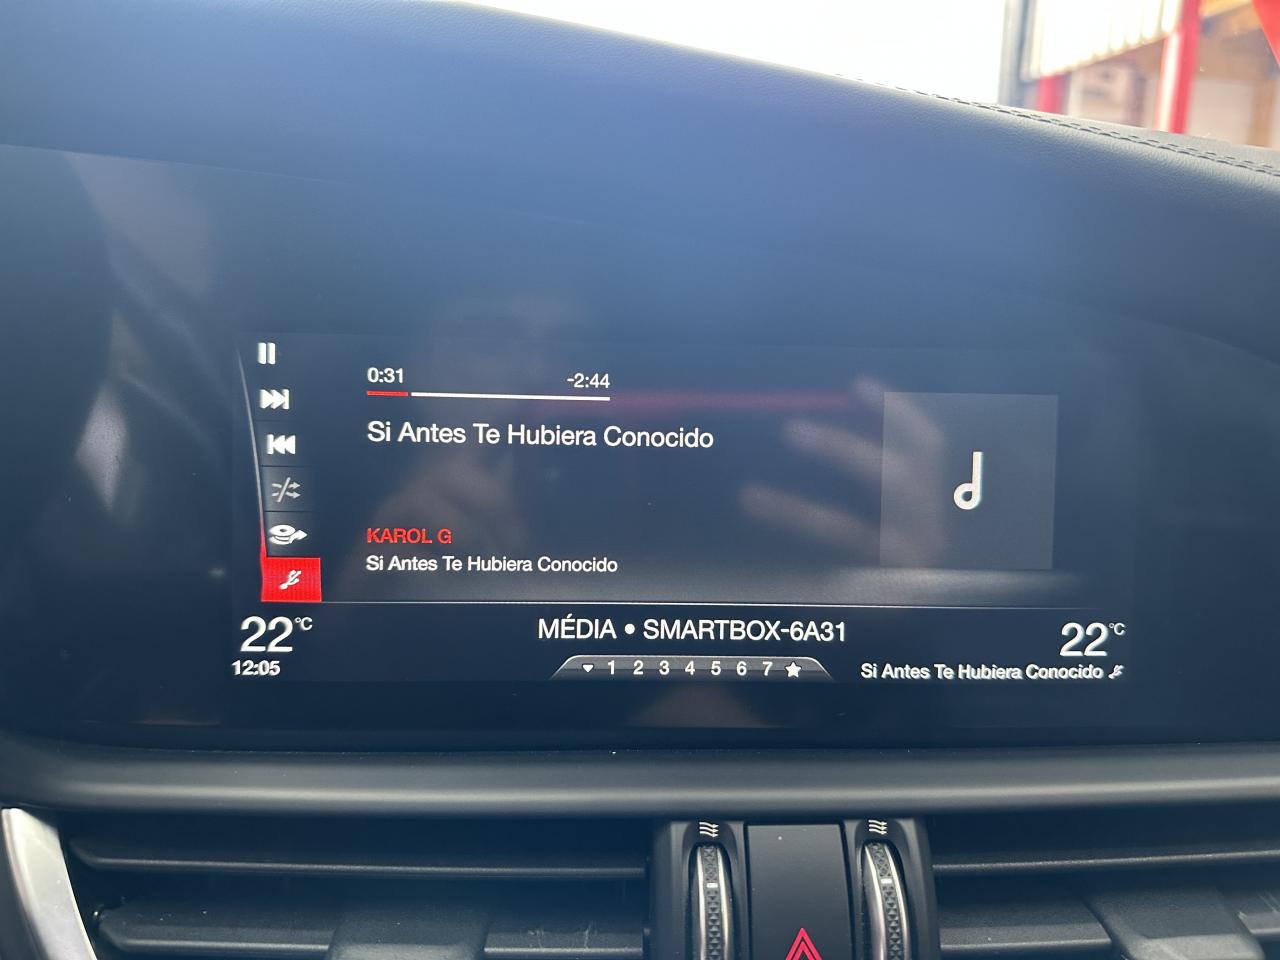 0:31 -2:44
Si Antes Te Hubiera Conocido
KAROL G
Si Antes Te Hubiera Conocido
22°C MÉDIA • SMARTBOX-6A31 22°C
12:05 1 2 3 4 5 6 7 Si Antes Te Hubiera Conocido